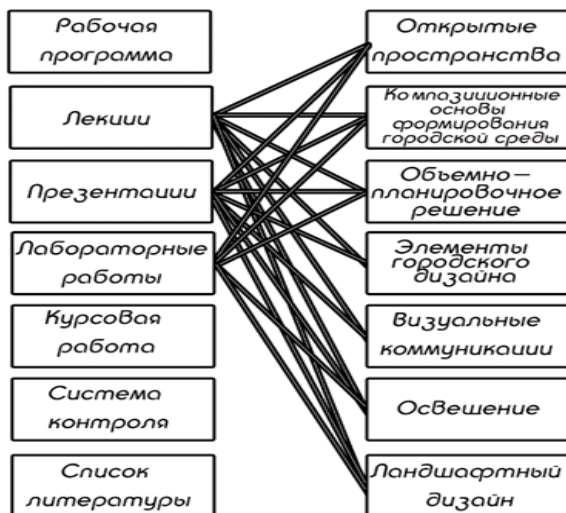 Рабочая
программа
Лекции
Презентации
Лабораторные
работы
Курсовая
работа
Система
контроля
Список
литературы
Открытые
пространства
Композиционные
основы
формирования
городской среды
Объемно-
планировочное
решение
Элементы
городского
дизайна
Визуальные
коммуникации
Освещение
Ландшафтный
дизайн